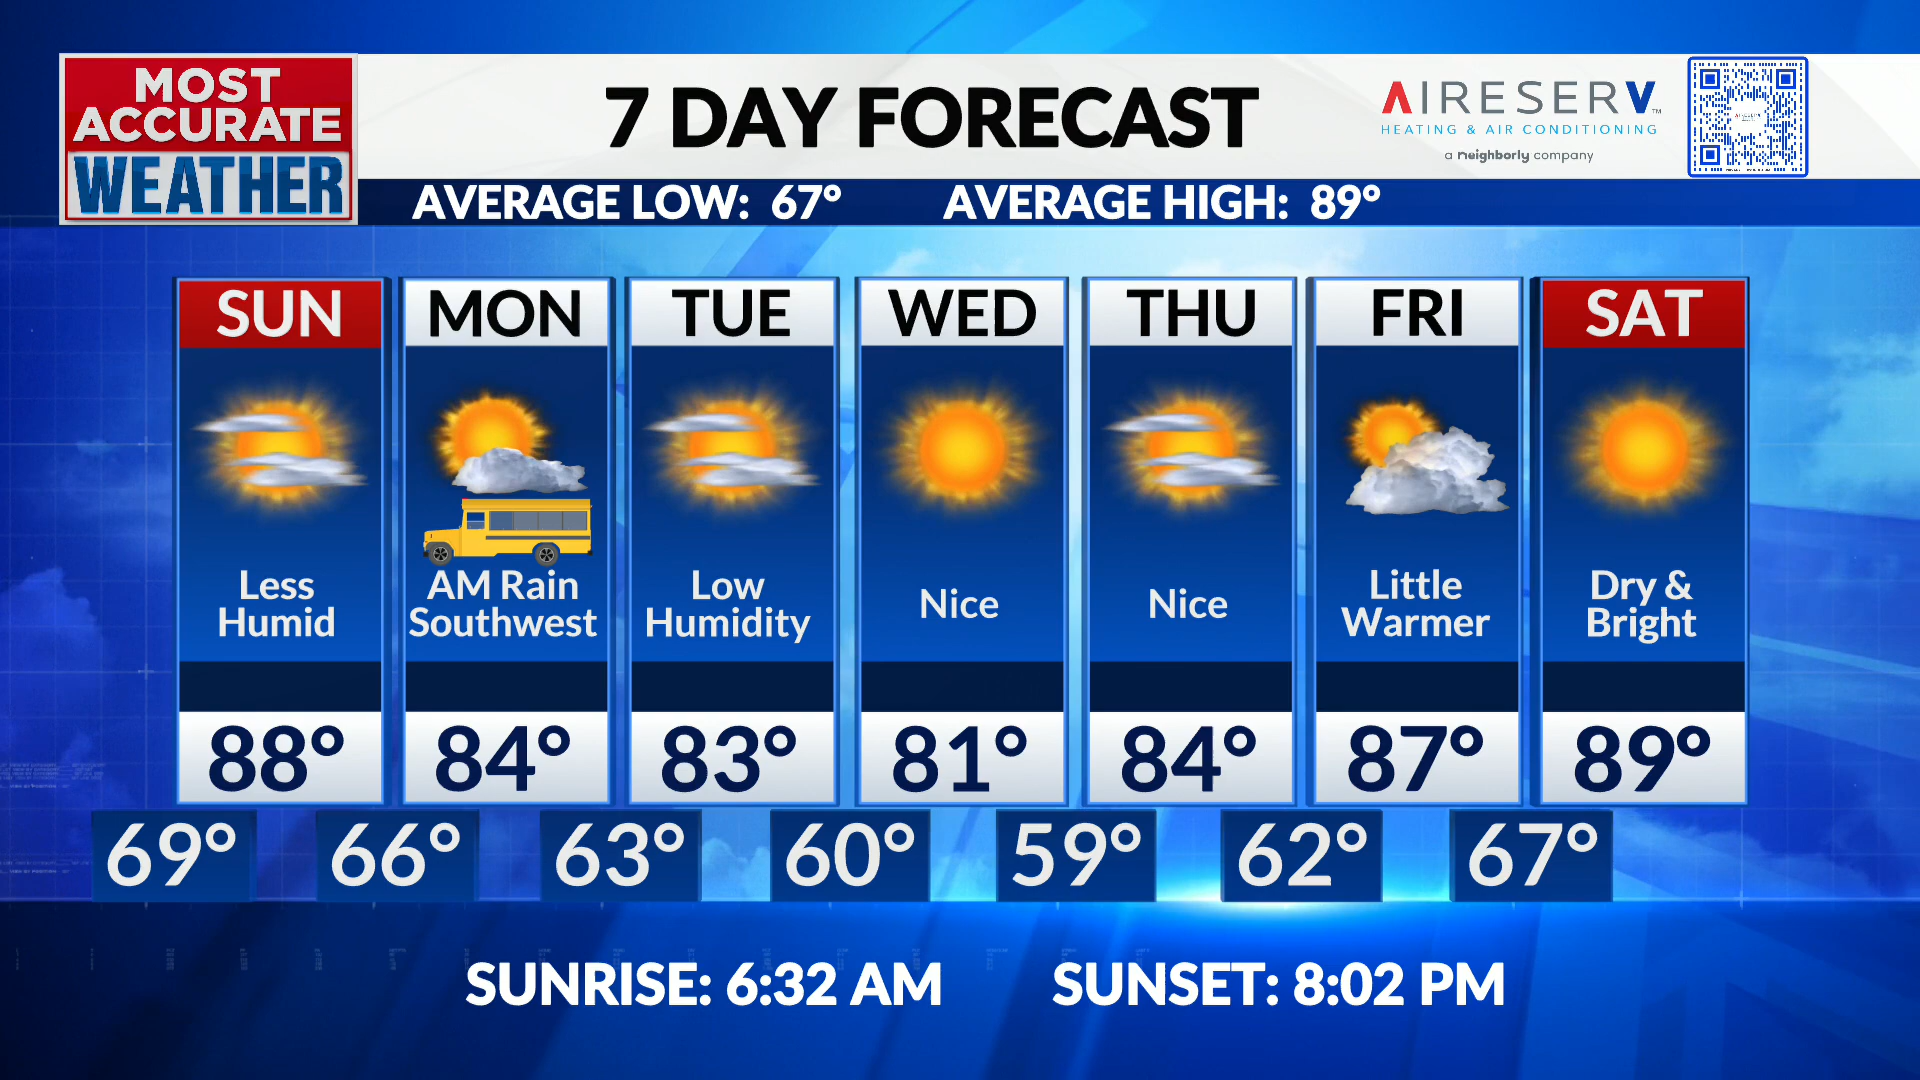 MOST
ACCURATE
WEATHER
7 DAY FORECAST
AIRESERV™
HEATING & AIR CONDITIONING
a neighborly company
AVERAGE LOW: 67° AVERAGE HIGH: 89°
SUN MON TUE WED THU FRI SAT
Less
Humid
AM Rain
Southwest
Low
Humidity
Nice
Nice
Little
Warmer
Dry &
Bright
88° 84° 83° 81° 84° 87° 89°
69° 66° 63° 60° 59° 62° 67°
SUNRISE: 6:32 AM SUNSET: 8:02 PM